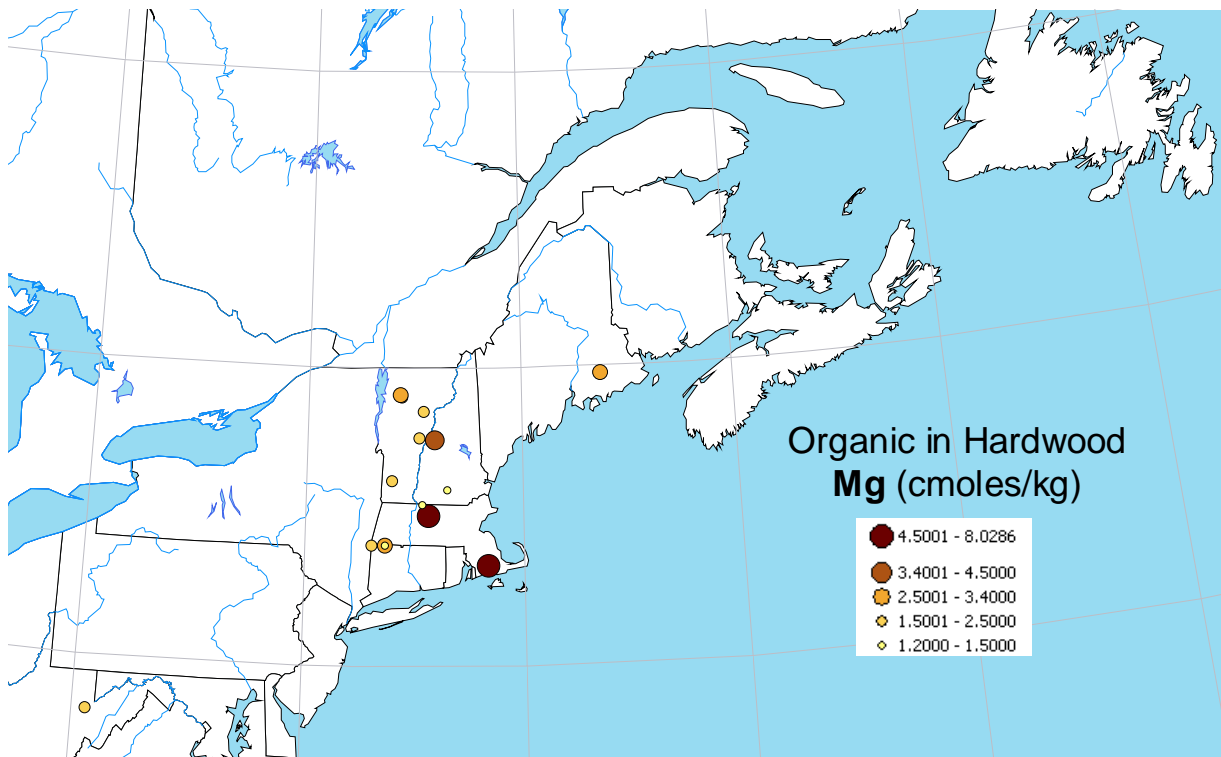 Organic in Hardwood
Mg (cmoles/kg)
4.5001 - 8.0286
3.4001 - 4.5000
2.5001 - 3.4000
1.5001 - 2.5000
1.2000 - 1.5000